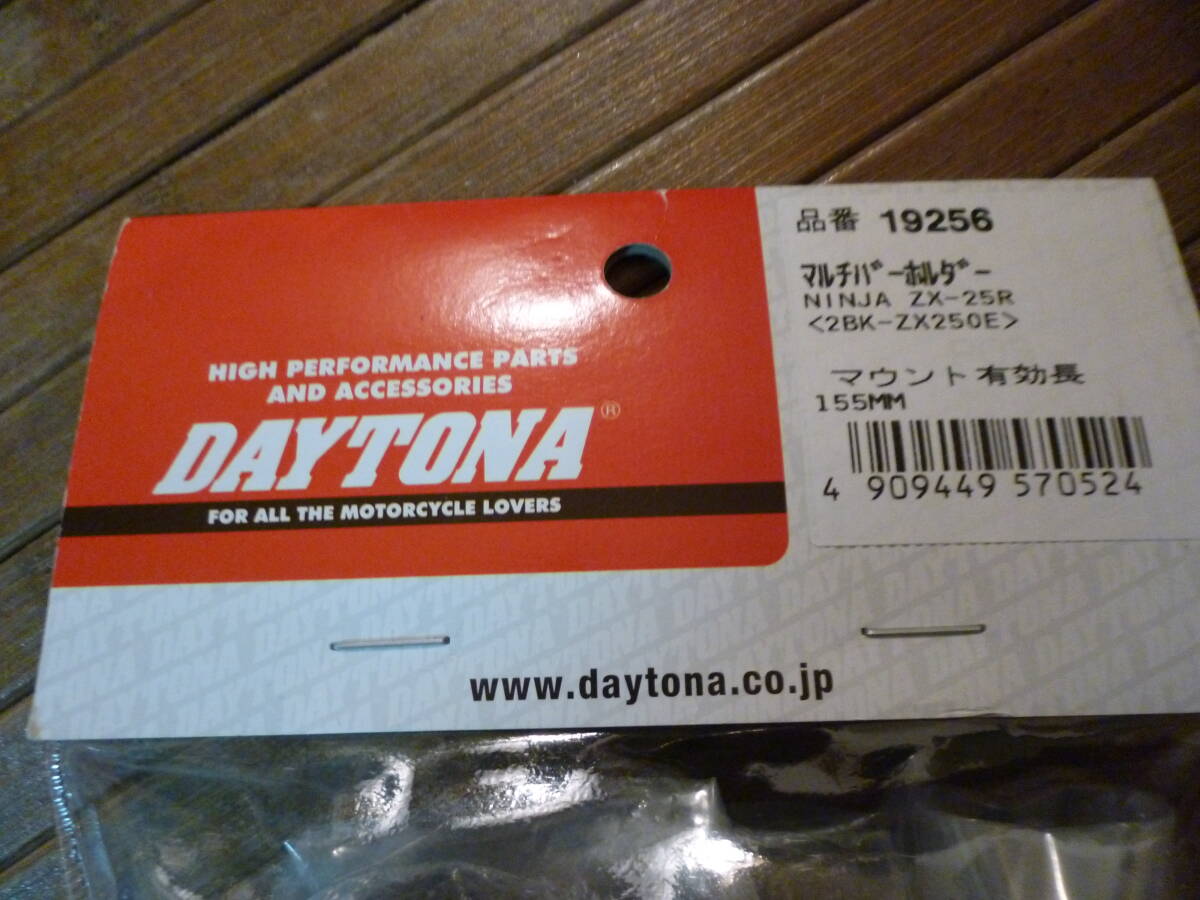 HIGH PERFORMANCE PARTS
AND ACCESSORIES
DAYTONA®
FOR ALL THE MOTORCYCLE LOVERS
品番 19256
ﾏﾙﾁﾊﾞｰﾎﾙﾀﾞｰ
NINJA ZX-25R
<2BK-ZX250E>
マウント有効長
155MM
4 909449 570524
www.daytona.co.jp